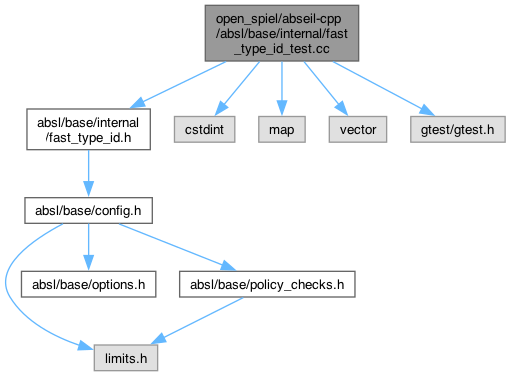 open_spiel/abseil-cpp
/absl/base/internal/fast
_type_id_test.cc
absl/base/internal
/fast_type_id.h
cstdint
map
vector
gtest/gtest.h
absl/base/config.h
absl/base/options.h
absl/base/policy_checks.h
limits.h